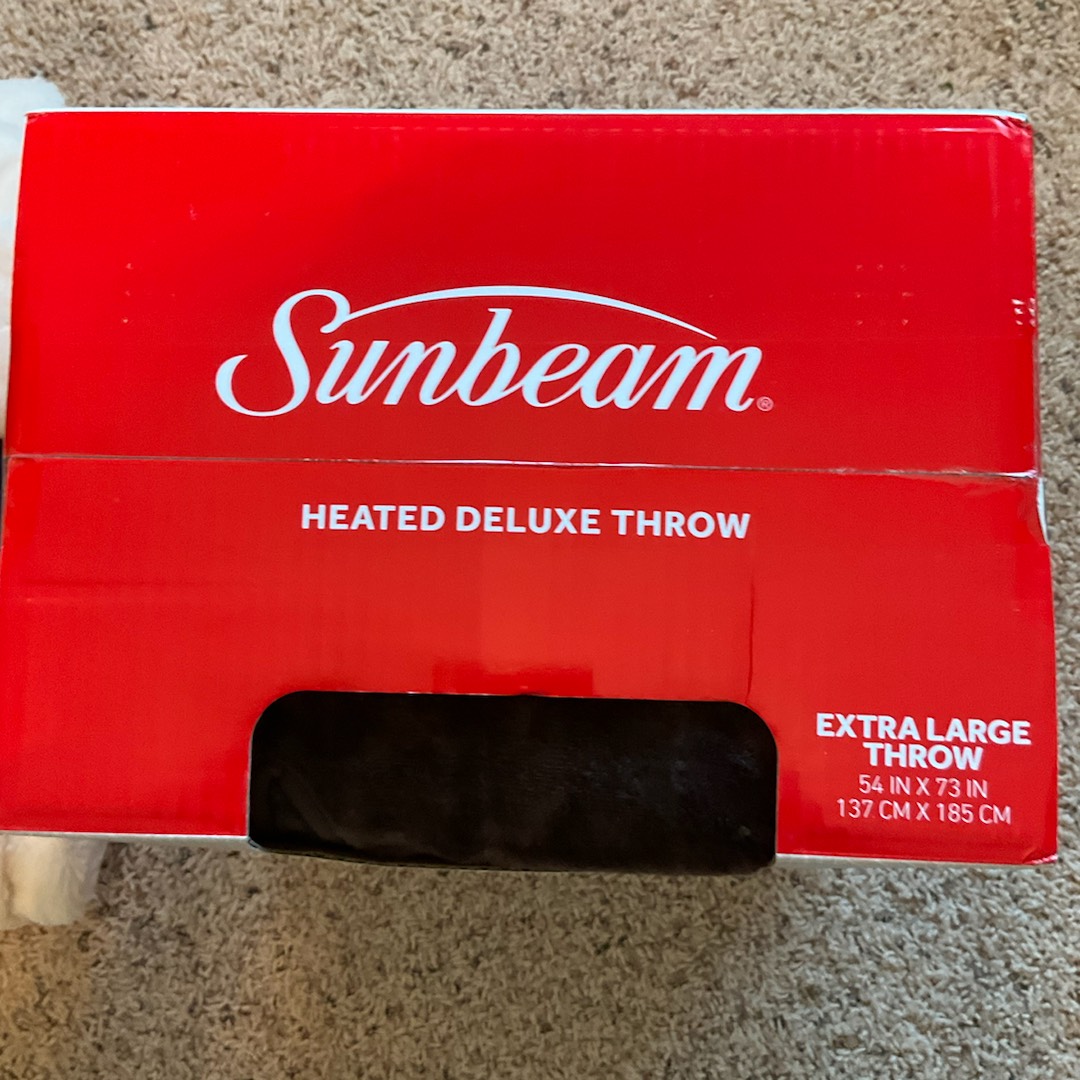 Sunbeam®
HEATED DELUXE THROW
EXTRA LARGE
THROW
54 IN X 73 IN
137 CM X 185 CM